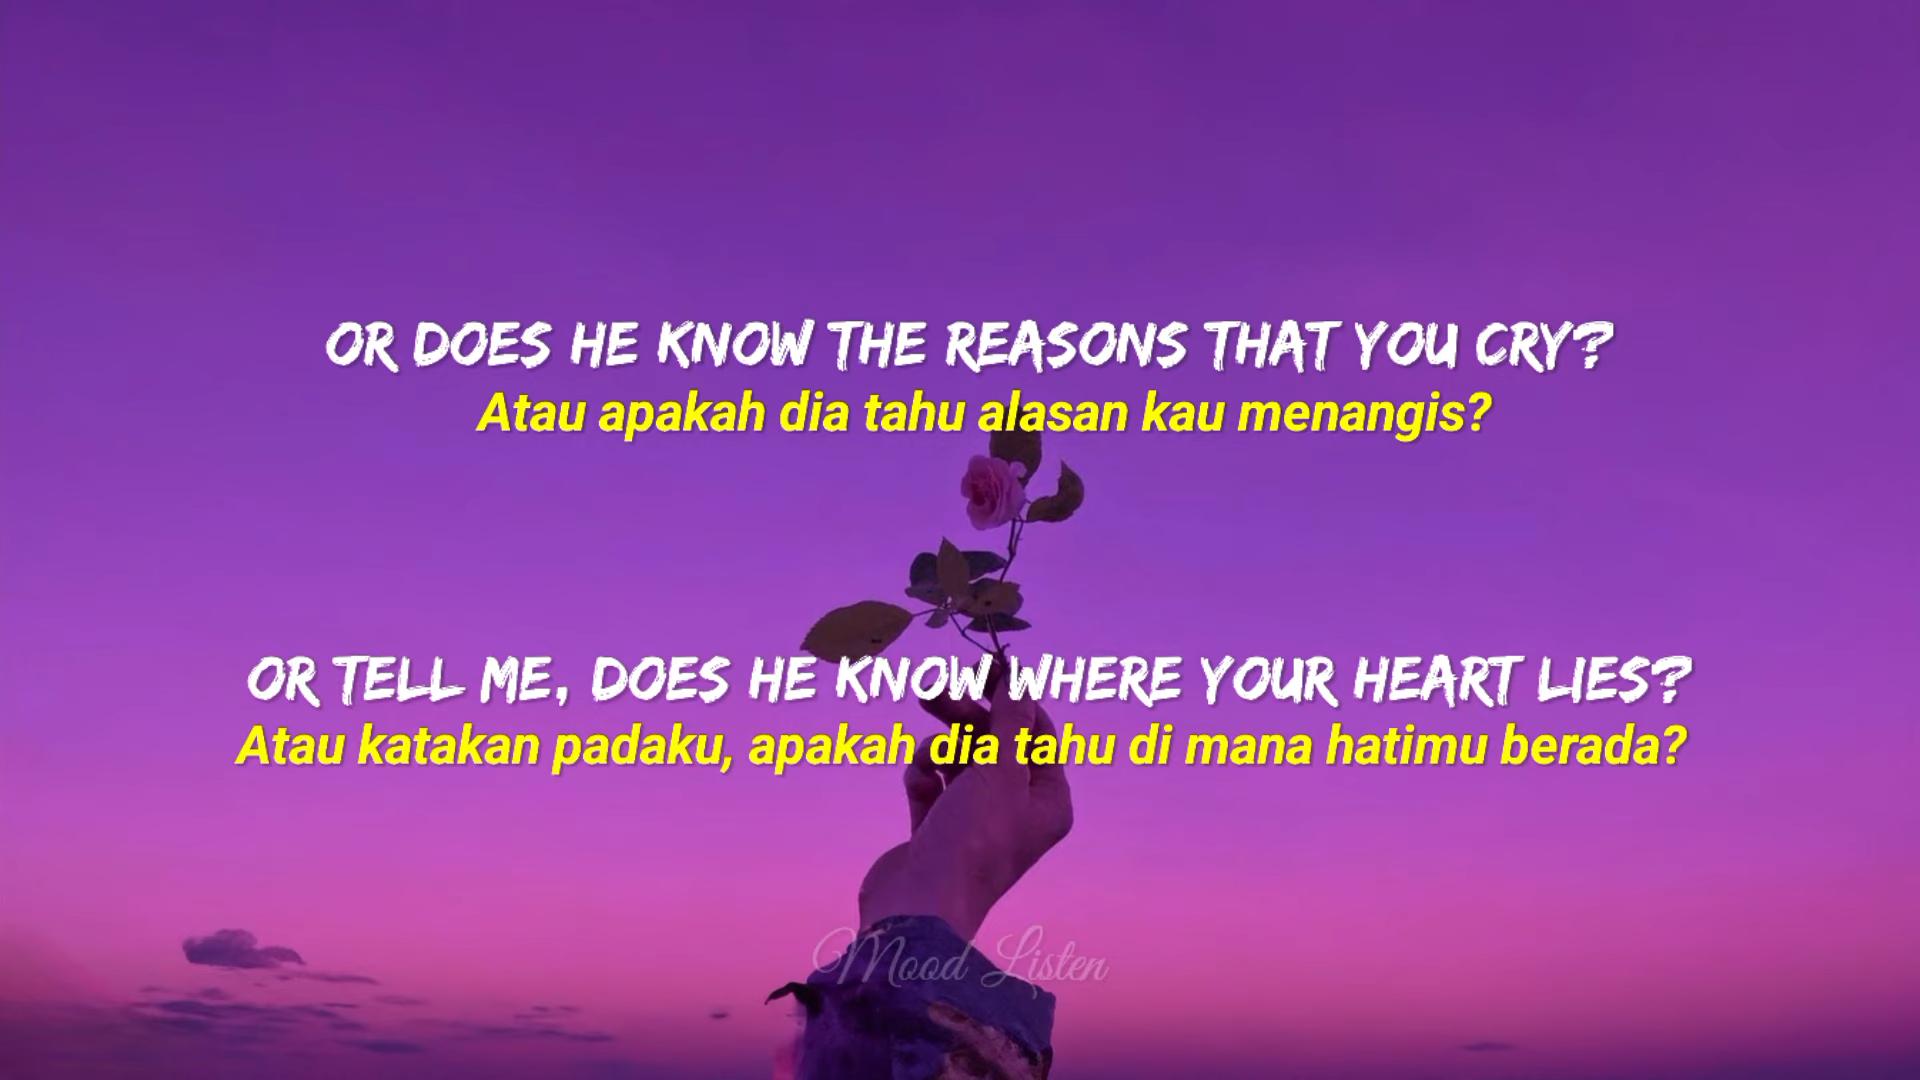 OR DOES HE KNOW THE REASONS THAT YOU CRY?
Atau apakah dia tahu alasan kau menangis?
OR TELL ME, DOES HE KNOW WHERE YOUR HEART LIES?
Atau katakan padaku, apakah dia tahu di mana hatimu berada?
Mood Listen